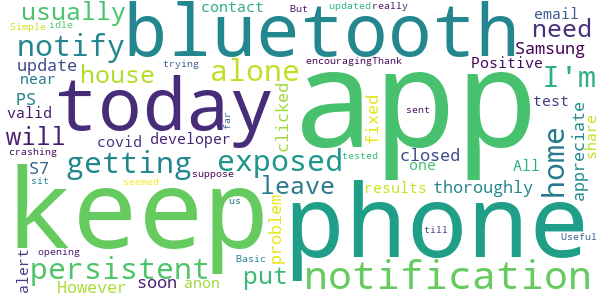 usually
bluetooth
contact
But
updated
really
email
Simple
idle
notify
trying
encouragingThank
need
Samsung
update
near
house
alone
Positive
I'm
PS
today
app
clicked
fixed
test
valid
will
covid
developer
far
sent
home
appreciate
share
crashing
getting
exposed
tested
closed
one
All
S7
sit
keep
seemed
suppose
leave
phone
results
thoroughly
us
problem
alert
persistent
However
soon
anon
Basic
opening
put
till
notification
Useful